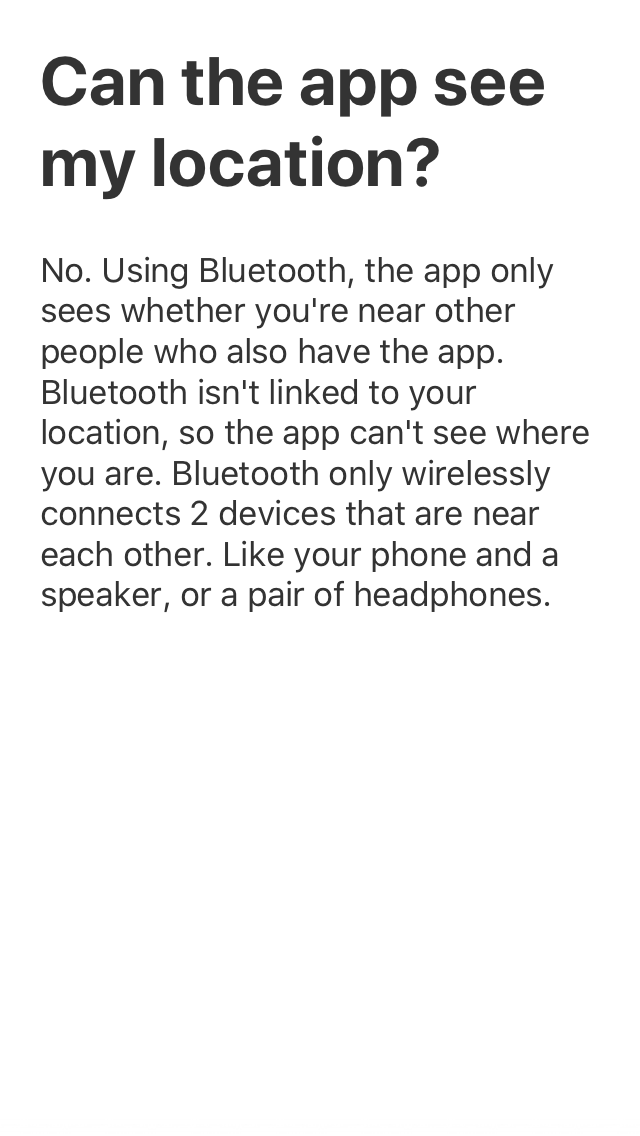 Can the app see
my location?
No. Using Bluetooth, the app only
sees whether you're near other
people who also have the app.
Bluetooth isn't linked to your
location, so the app can't see where
you are. Bluetooth only wirelessly
connects 2 devices that are near
each other. Like your phone and a
speaker, or a pair of headphones.